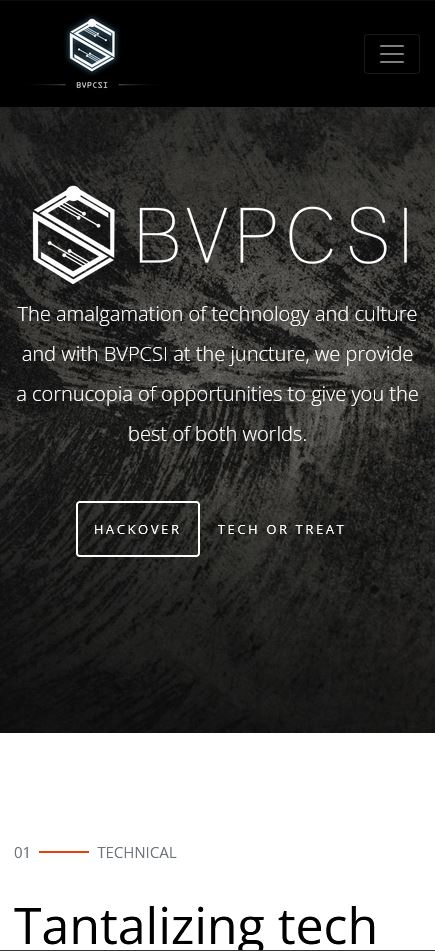 BVPCSI
BVPCSI
The amalgamation of technology and culture
and with BVPCSI at the juncture, we provide
a cornucopia of opportunities to give you the
best of both worlds.
HACKOVER
TECH OR TREAT
01
TECHNICAL
Tantalizing tech